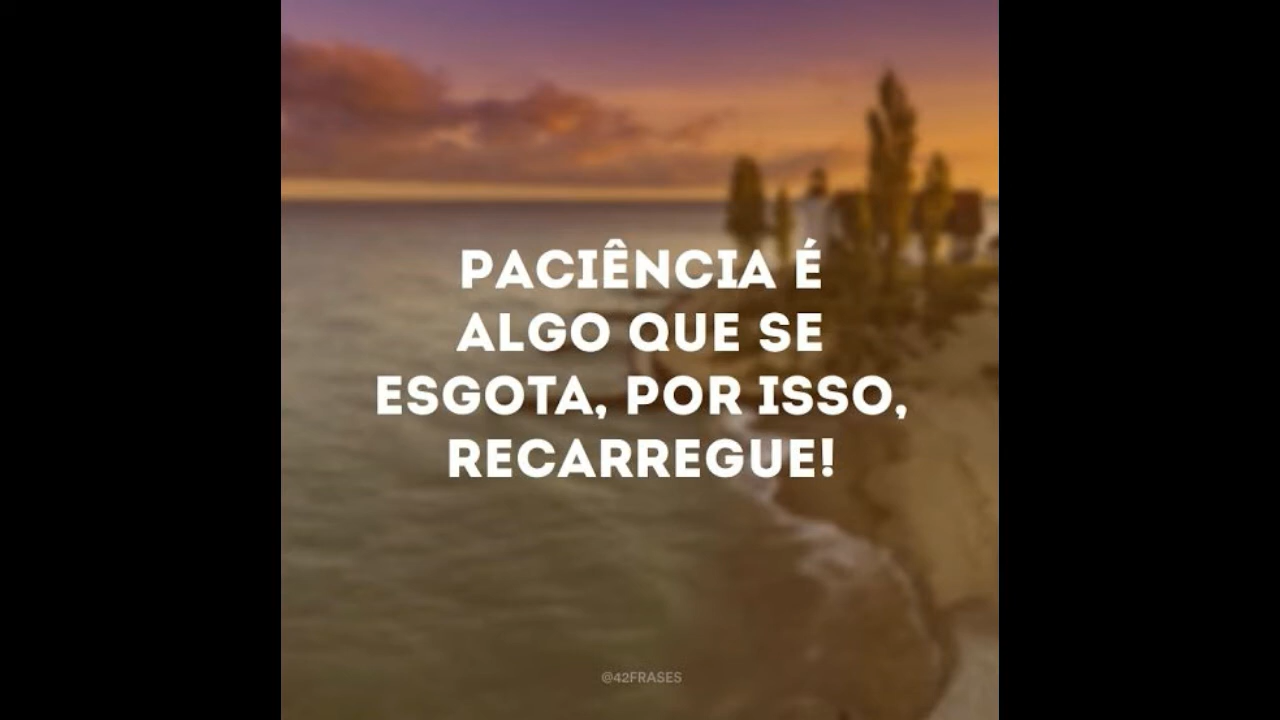 PACIÊNCIA É
ALGO QUE SE
ESGOTA, POR ISSO,
RECARREGUE!
@42FRASES